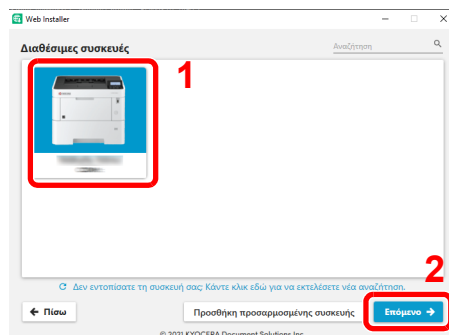 Web Installer
Διαθέσιμες συσκευές
Αναζήτηση
1
2
Δεν εντοπίσατε τη συσκευή σας; Κάντε κλικ εδώ για να εκτελέσετε νέα αναζήτηση.
Πίσω
Προσθήκη προσαρμοσμένης συσκευής
Επόμενο
© 2021 KYOCERA Document Solutions Inc.